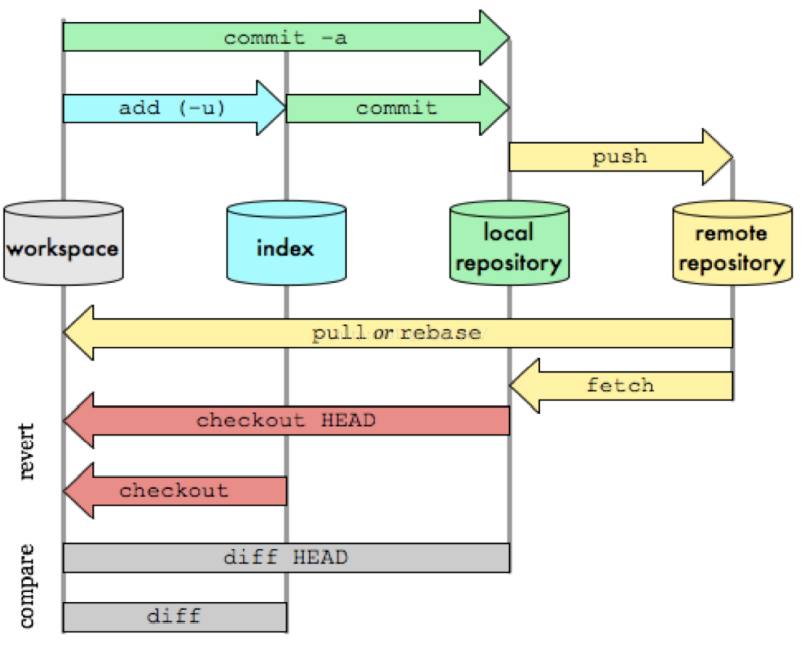 commit -a
add (-u)
commit
push
workspace
index
local
repository
remote
repository
pull or rebase
fetch
revert
checkout HEAD
checkout
compare
diff HEAD
diff